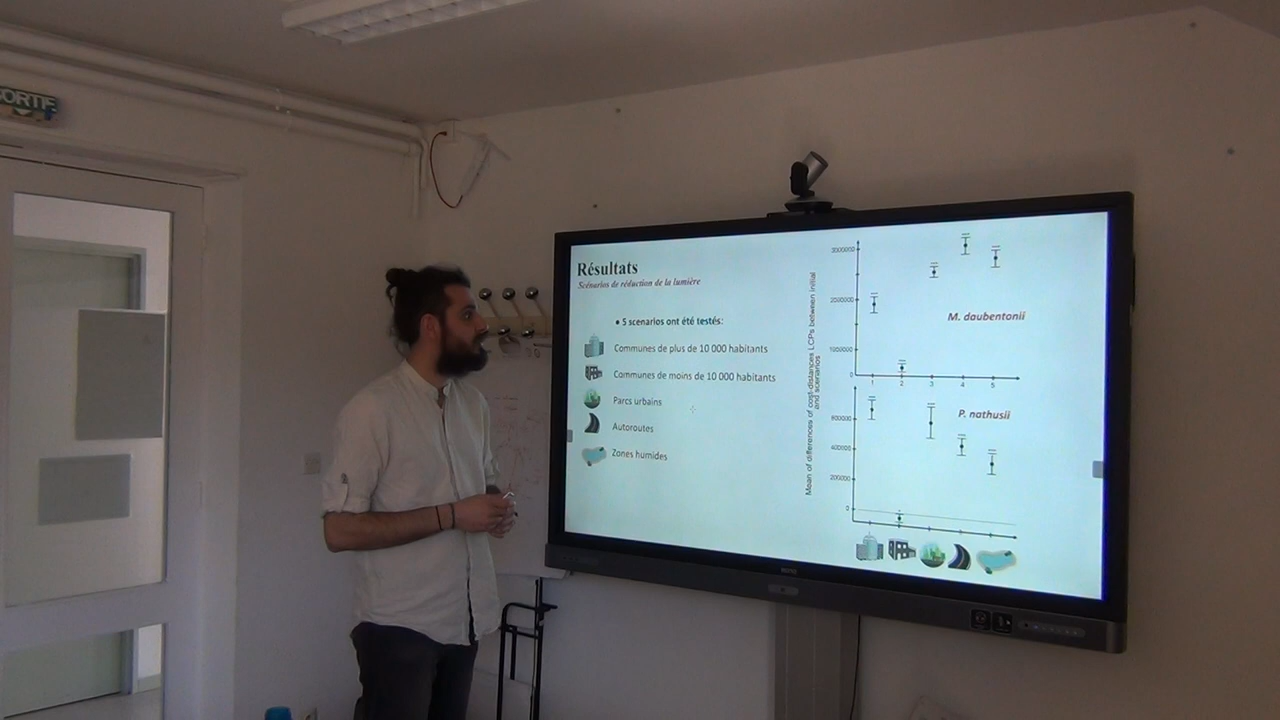 SORTIE
Résultats
Scénarios de réduction de la lumière
• 5 scenarios ont été testés:
Communes de plus de 10 000 habitants
Communes de moins de 10 000 habitants
Parcs urbains
Autoroutes
Zones humides
Mean of differences of cost-distances LCPs between initial
and scenarios
3000000
2000000
1000000
0
1 2 3 4 5
M. daubentonii
600000
400000
200000
0
P. nathusii